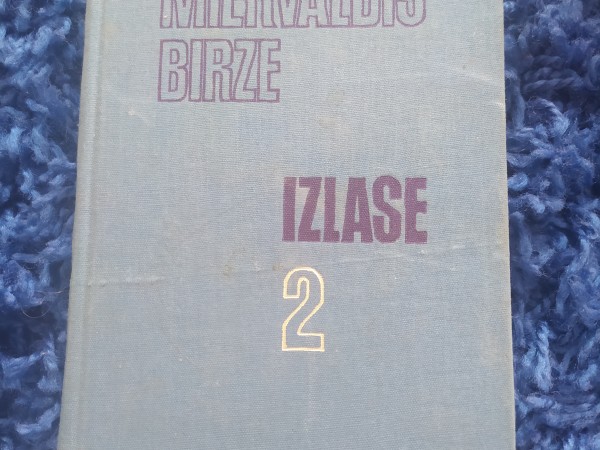 MIERVALDIS
BIRZE
IZLASE
2